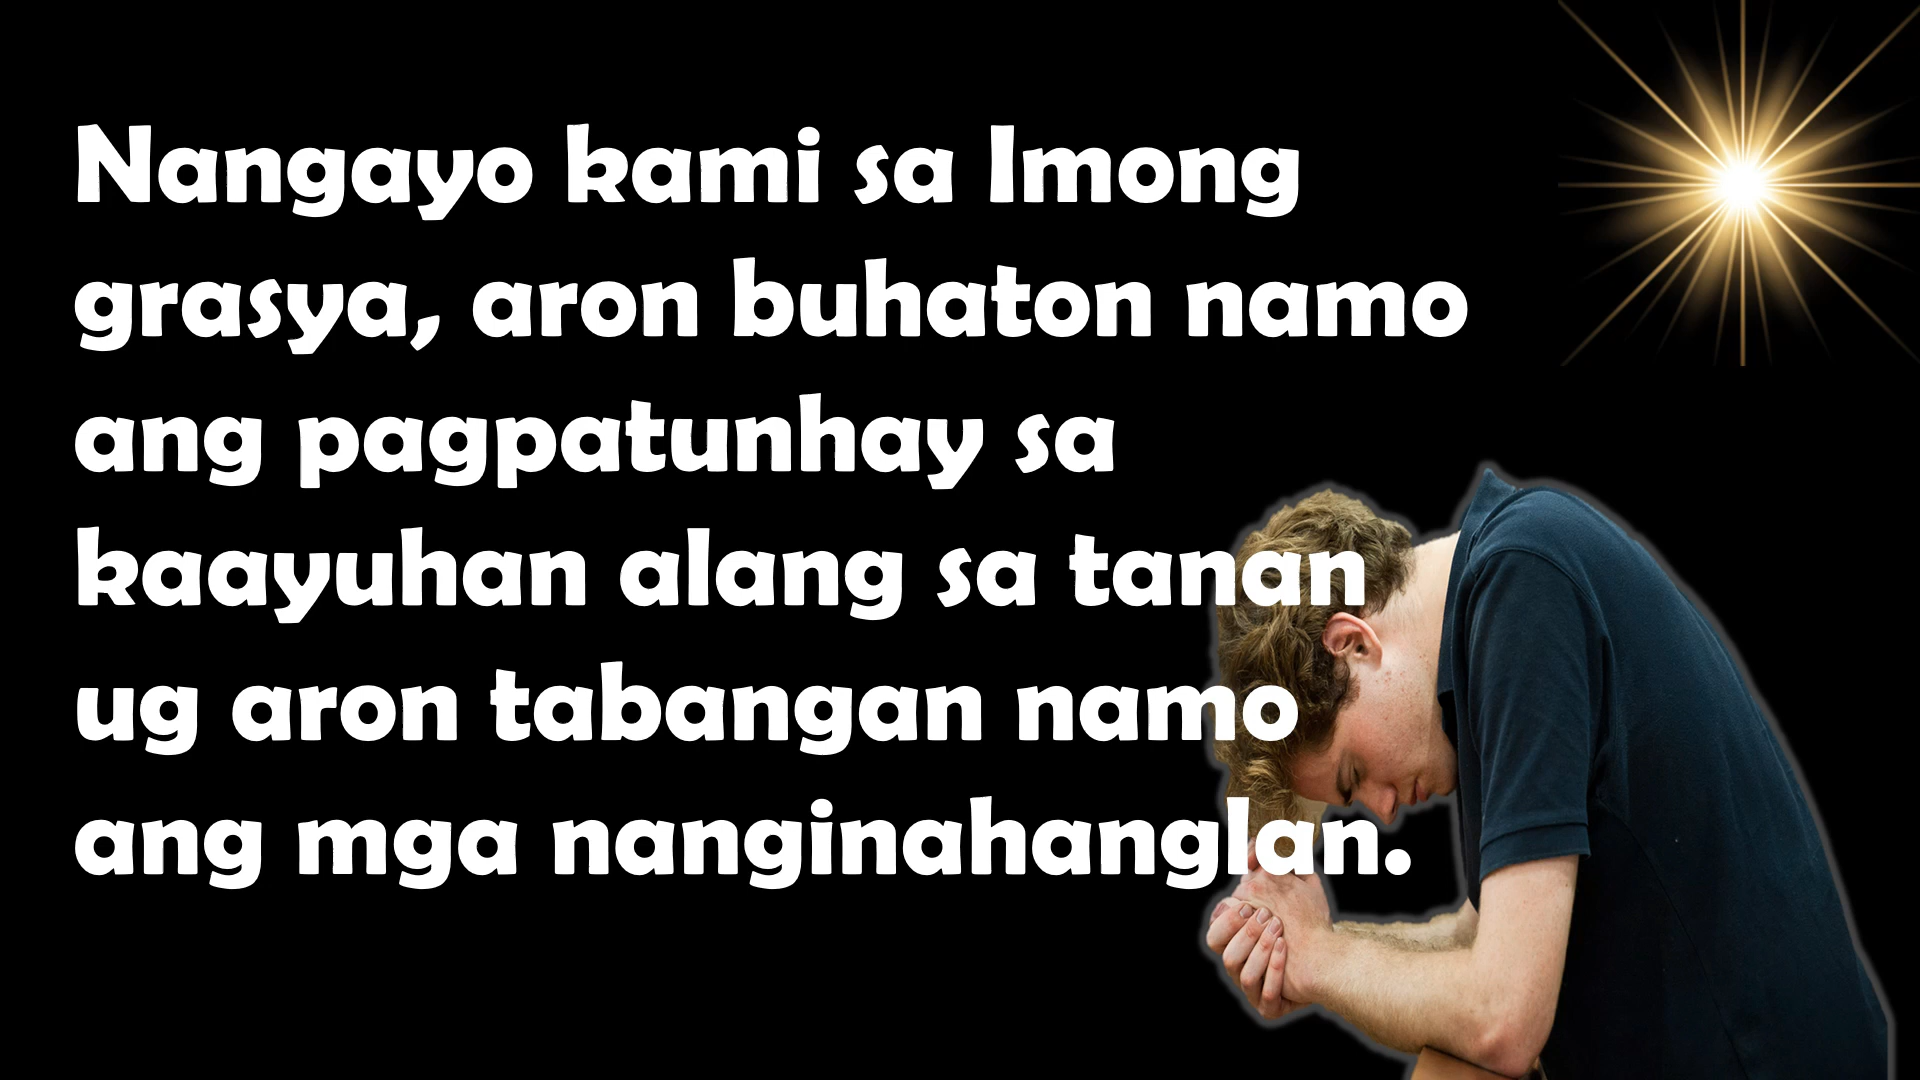 Nangayo kami sa Imong
grasya, aron buhaton namo
ang pagpatunhay sa
kaayuhan alang sa tanan
ug aron tabangan namo
ang mga nanginahanglan.